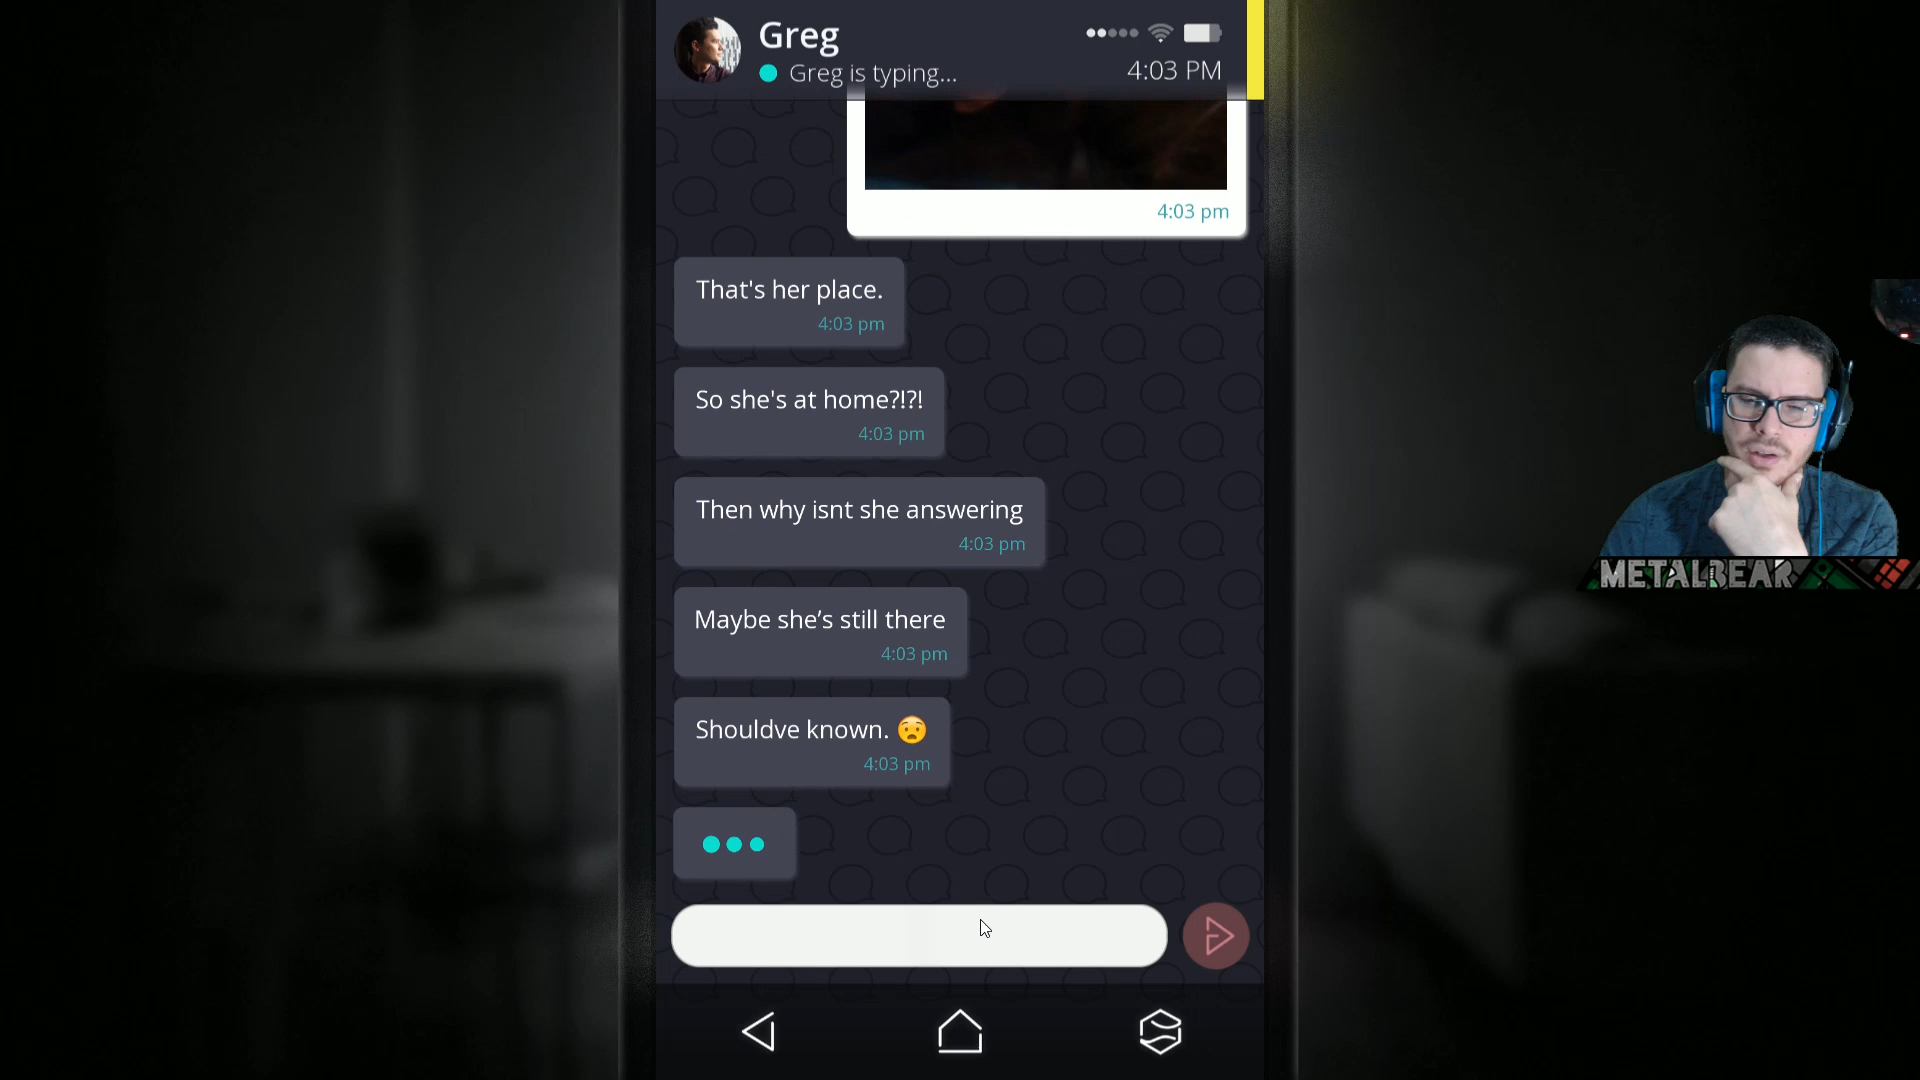 Greg
Greg is typing...
4:03 PM
4:03 pm
That's her place.
4:03 pm
So she's at home?!?!
4:03 pm
Then why isnt she answering
4:03 pm
Maybe she’s still there
4:03 pm
Shouldve known. 😧
4:03 pm
METALBEAR